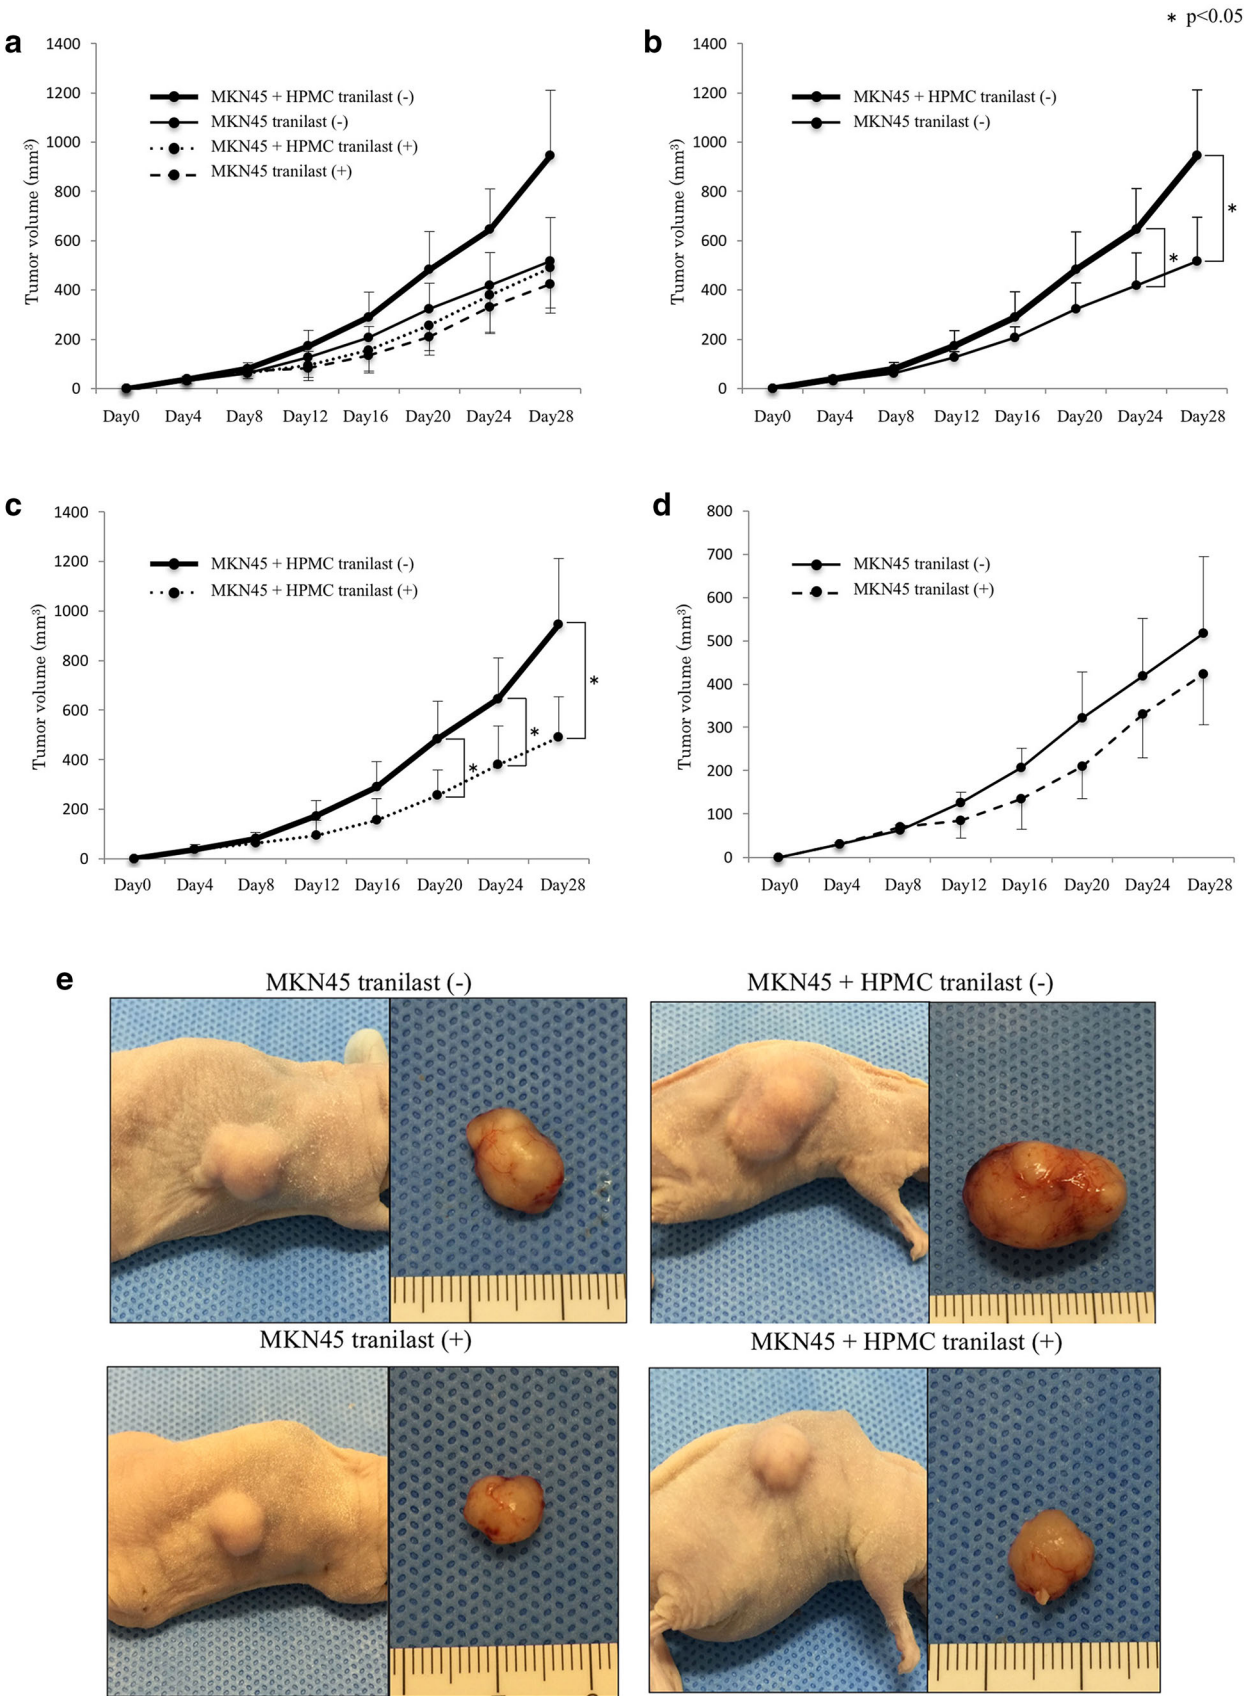 * p<0.05
a
1400
1200
1000
800
600
400
200
0
Tumor volume (mm³)
MKN45 + HPMC tranilast (-)
MKN45 tranilast (-)
MKN45 + HPMC tranilast (+)
MKN45 tranilast (+)
Day0 Day4 Day8 Day12 Day16 Day20 Day24 Day28
b
1400
1200
1000
800
600
400
200
0
Tumor volume (mm³)
MKN45 + HPMC tranilast (-)
MKN45 tranilast (-)
*
*
Day0 Day4 Day8 Day12 Day16 Day20 Day24 Day28
c
1400
1200
1000
800
600
400
200
0
Tumor volume (mm³)
MKN45 + HPMC tranilast (-)
MKN45 + HPMC tranilast (+)
*
*
*
Day0 Day4 Day8 Day12 Day16 Day20 Day24 Day28
d
800
700
600
500
400
300
200
100
0
Tumor volume (mm³)
MKN45 tranilast (-)
MKN45 tranilast (+)
Day0 Day4 Day8 Day12 Day16 Day20 Day24 Day28
e
MKN45 tranilast (-)
MKN45 + HPMC tranilast (-)
MKN45 tranilast (+)
MKN45 + HPMC tranilast (+)